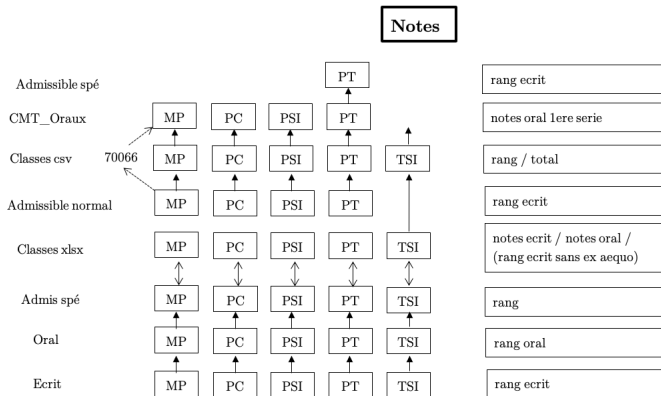 Notes
Admissible spé PT rang ecrit
CMT_Oraux MP PC PSI PT notes oral 1ere serie
Classes csv 70066 MP PC PSI PT TSI rang / total
Admissible normal MP PC PSI PT rang ecrit
Classes xlsx MP PC PSI PT TSI notes ecrit / notes oral /
(rang ecrit sans ex aequo)
Admis spé MP PC PSI PT TSI rang
Oral MP PC PSI PT TSI rang oral
Ecrit MP PC PSI PT TSI rang ecrit